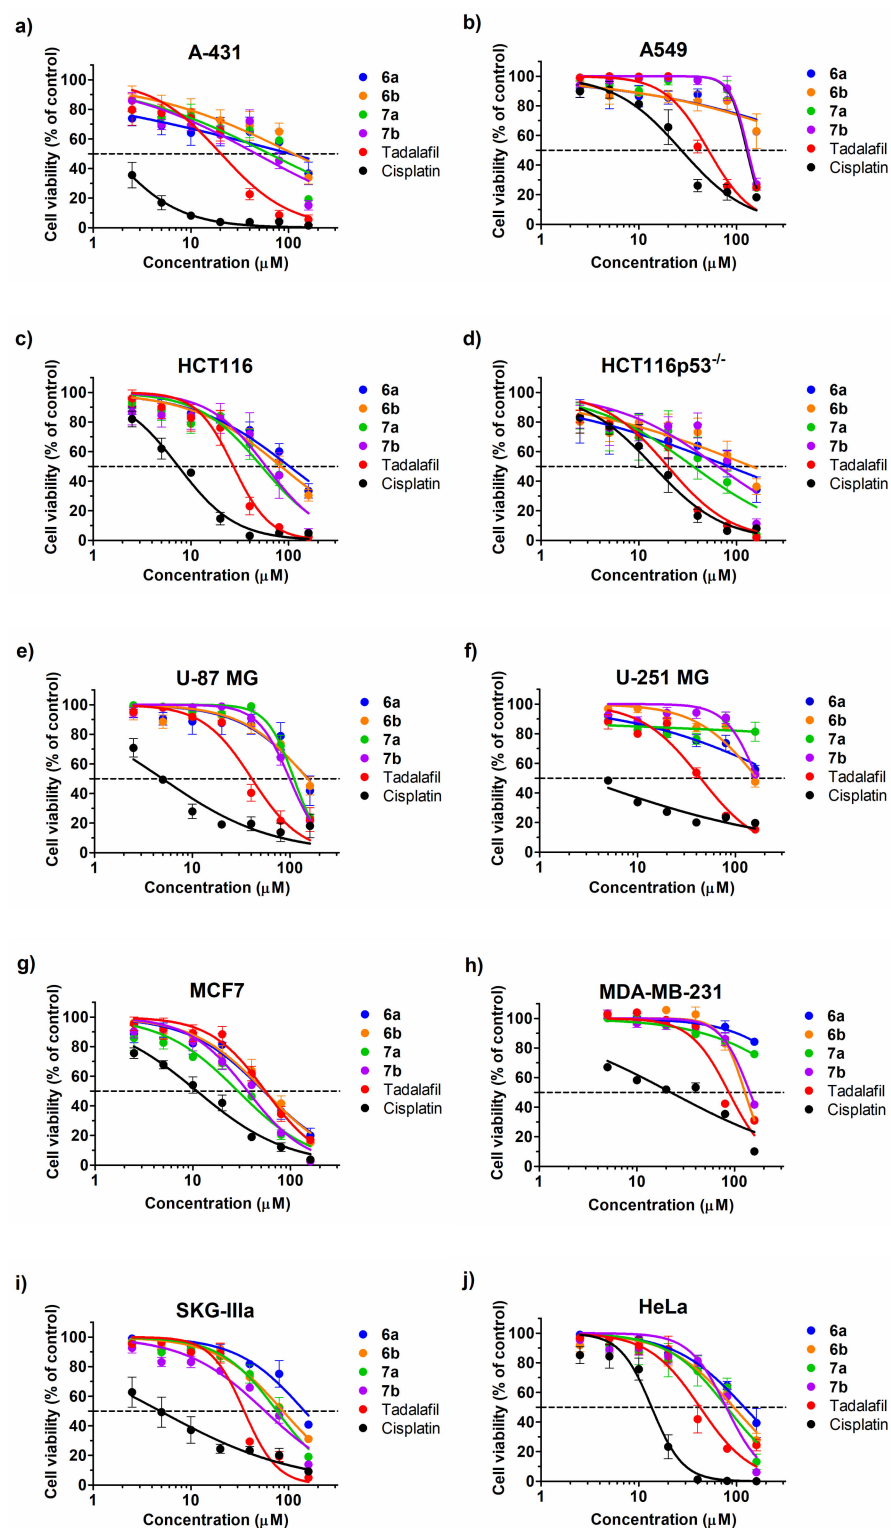 a)
A-431
Cell viability (% of control)
100
80
60
40
20
0
1
10
100
Concentration (μM)
6a
6b
7a
7b
Tadalafil
Cisplatin
b)
A549
Cell viability (% of control)
100
80
60
40
20
0
1
10
100
Concentration (μM)
6a
6b
7a
7b
Tadalafil
Cisplatin
c)
HCT116
Cell viability (% of control)
100
80
60
40
20
0
1
10
100
Concentration (μM)
6a
6b
7a
7b
Tadalafil
Cisplatin
d)
HCT116p53-/-
Cell viability (% of control)
100
80
60
40
20
0
1
10
100
Concentration (μM)
6a
6b
7a
7b
Tadalafil
Cisplatin
e)
U-87 MG
Cell viability (% of control)
100
80
60
40
20
0
1
10
100
Concentration (μM)
6a
6b
7a
7b
Tadalafil
Cisplatin
f)
U-251 MG
Cell viability (% of control)
100
80
60
40
20
0
1
10
100
Concentration (μM)
6a
6b
7a
7b
Tadalafil
Cisplatin
g)
MCF7
Cell viability (% of control)
100
80
60
40
20
0
1
10
100
Concentration (μM)
6a
6b
7a
7b
Tadalafil
Cisplatin
h)
MDA-MB-231
Cell viability (% of control)
100
80
60
40
20
0
1
10
100
Concentration (μM)
6a
6b
7a
7b
Tadalafil
Cisplatin
i)
SKG-IIIa
Cell viability (% of control)
100
80
60
40
20
0
1
10
100
Concentration (μM)
6a
6b
7a
7b
Tadalafil
Cisplatin
j)
HeLa
Cell viability (% of control)
100
80
60
40
20
0
1
10
100
Concentration (μM)
6a
6b
7a
7b
Tadalafil
Cisplatin